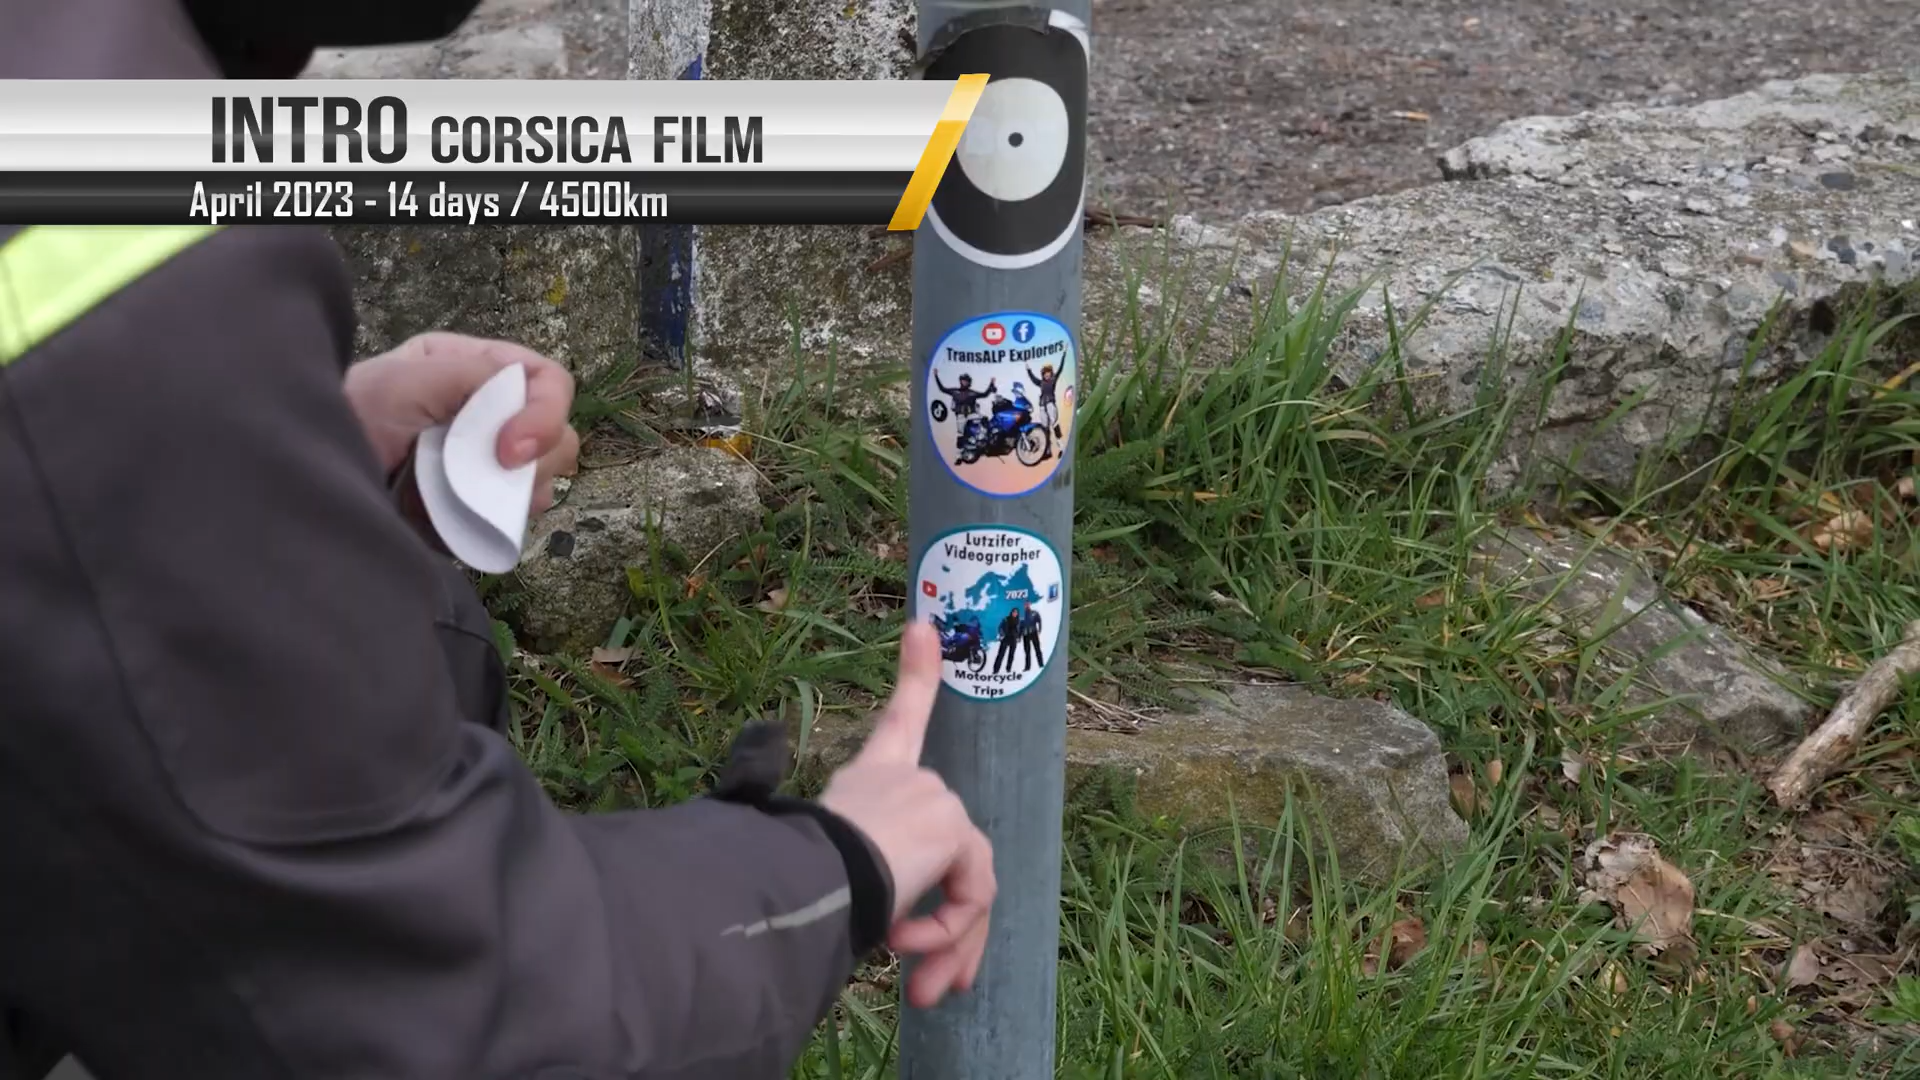 INTRO CORSICA FILM
April 2023 - 14 days / 4500km
TransALP Explorers
Lutzifer
Videographer
2023
Motorcycle
Trips